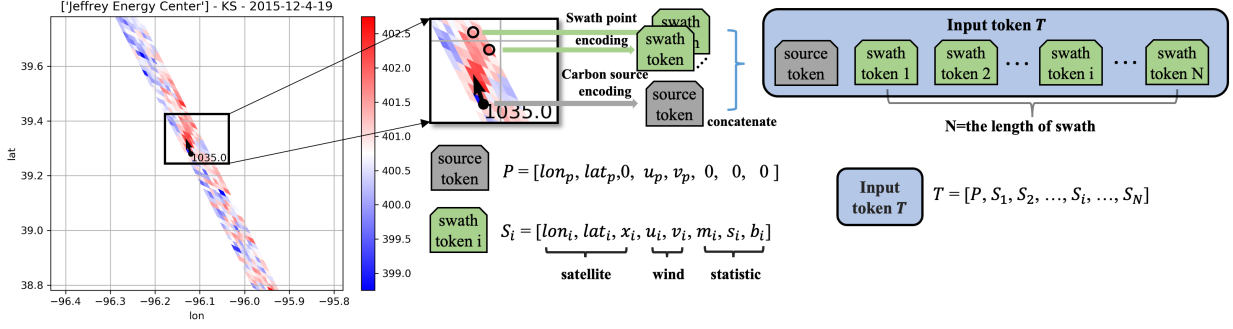 ['Jeffrey Energy Center'] - KS - 2015-12-4-19
39.6
39.4
39.2
39.0
38.8
lat
−96.4
−96.3
−96.2
−96.1
−96.0
−95.9
−95.8
lon
1035.0
402.5
402.0
401.5
401.0
400.5
400.0
399.5
399.0
1035.0
Swath point
encoding
Carbon source
encoding
swath
swath
token
source
token
concatenate
Input token T
source
token
swath
token 1
swath
token 2
...
swath
token i
...
swath
token N
N=the length of swath
source
token
P = [lon_p, lat_p,0, u_p, v_p, 0, 0, 0 ]
swath
token i
S_i = [lon_i, lat_i, x_i, u_i, v_i, m_i, s_i, b_i]
satellite
wind
statistic
Input
token T
T = [P, S_1, S_2, …, S_i, …, S_N]